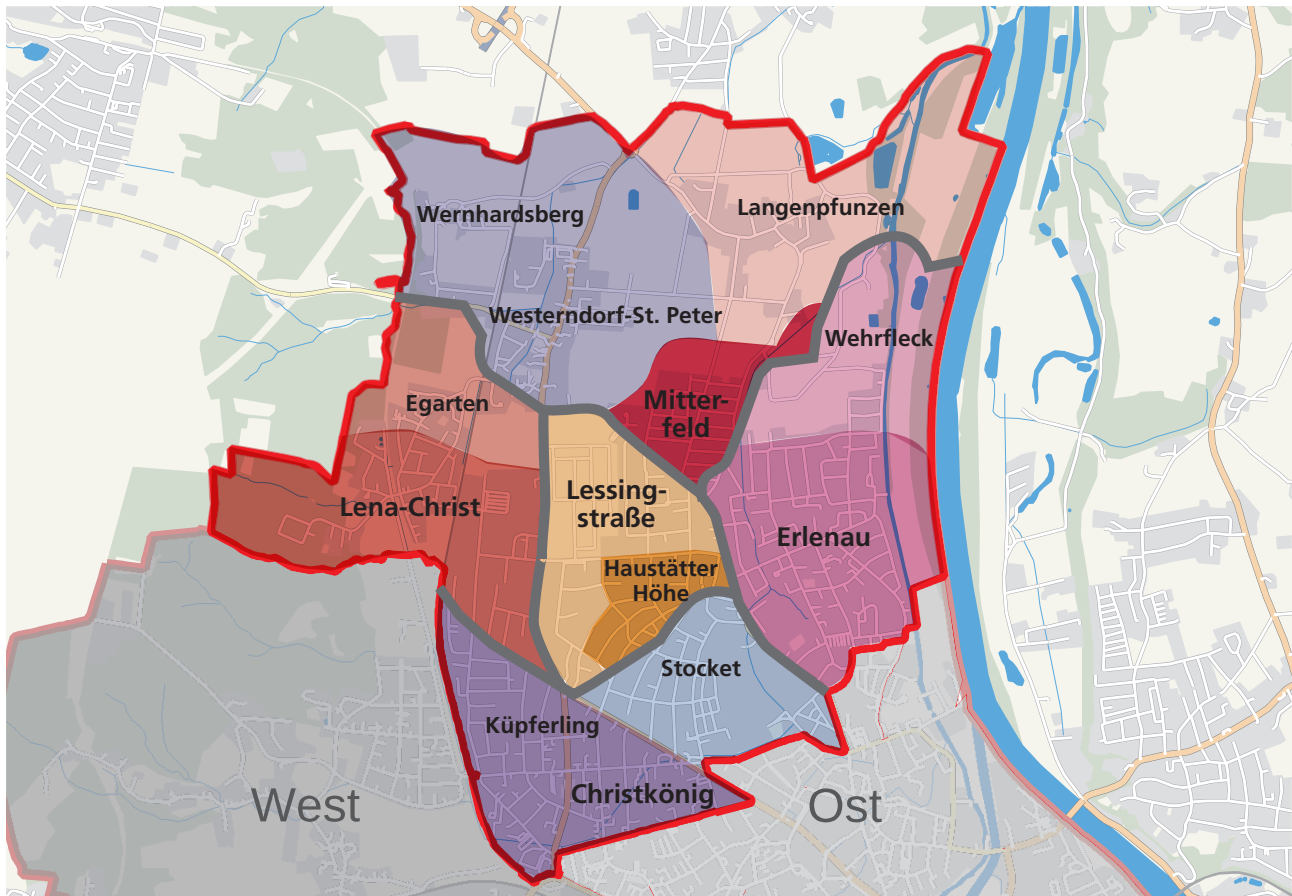 Wernhardsberg
Langenpfunzen
Westerndorf-St. Peter
Wehrfleck
Egarten
Mitter-
feld
Lena-Christ
Lessing-
straße
Erlenau
Haustätter
Höhe
Stocket
Küpferling
Christkönig
West
Ost